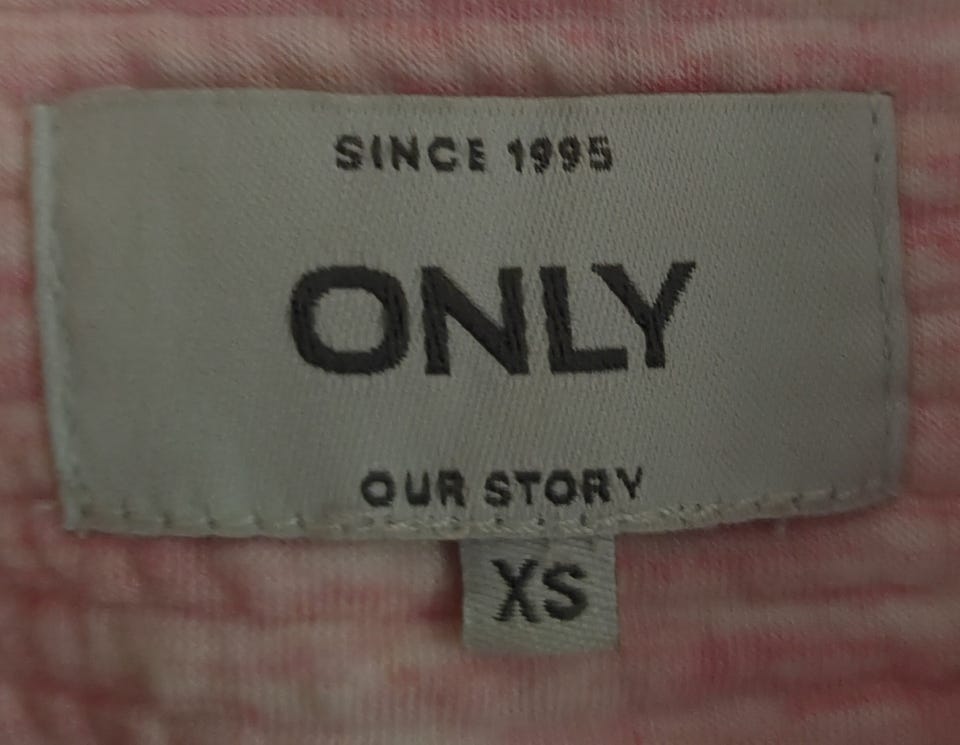 SINCE 1995
ONLY
OUR STORY
XS